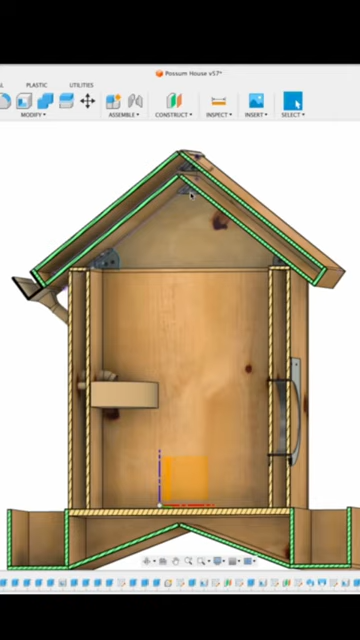 Possum House v57*
PLASTIC UTILITIES
MODIFY ASSEMBLE CONSTRUCT INSPECT INSERT SELECT